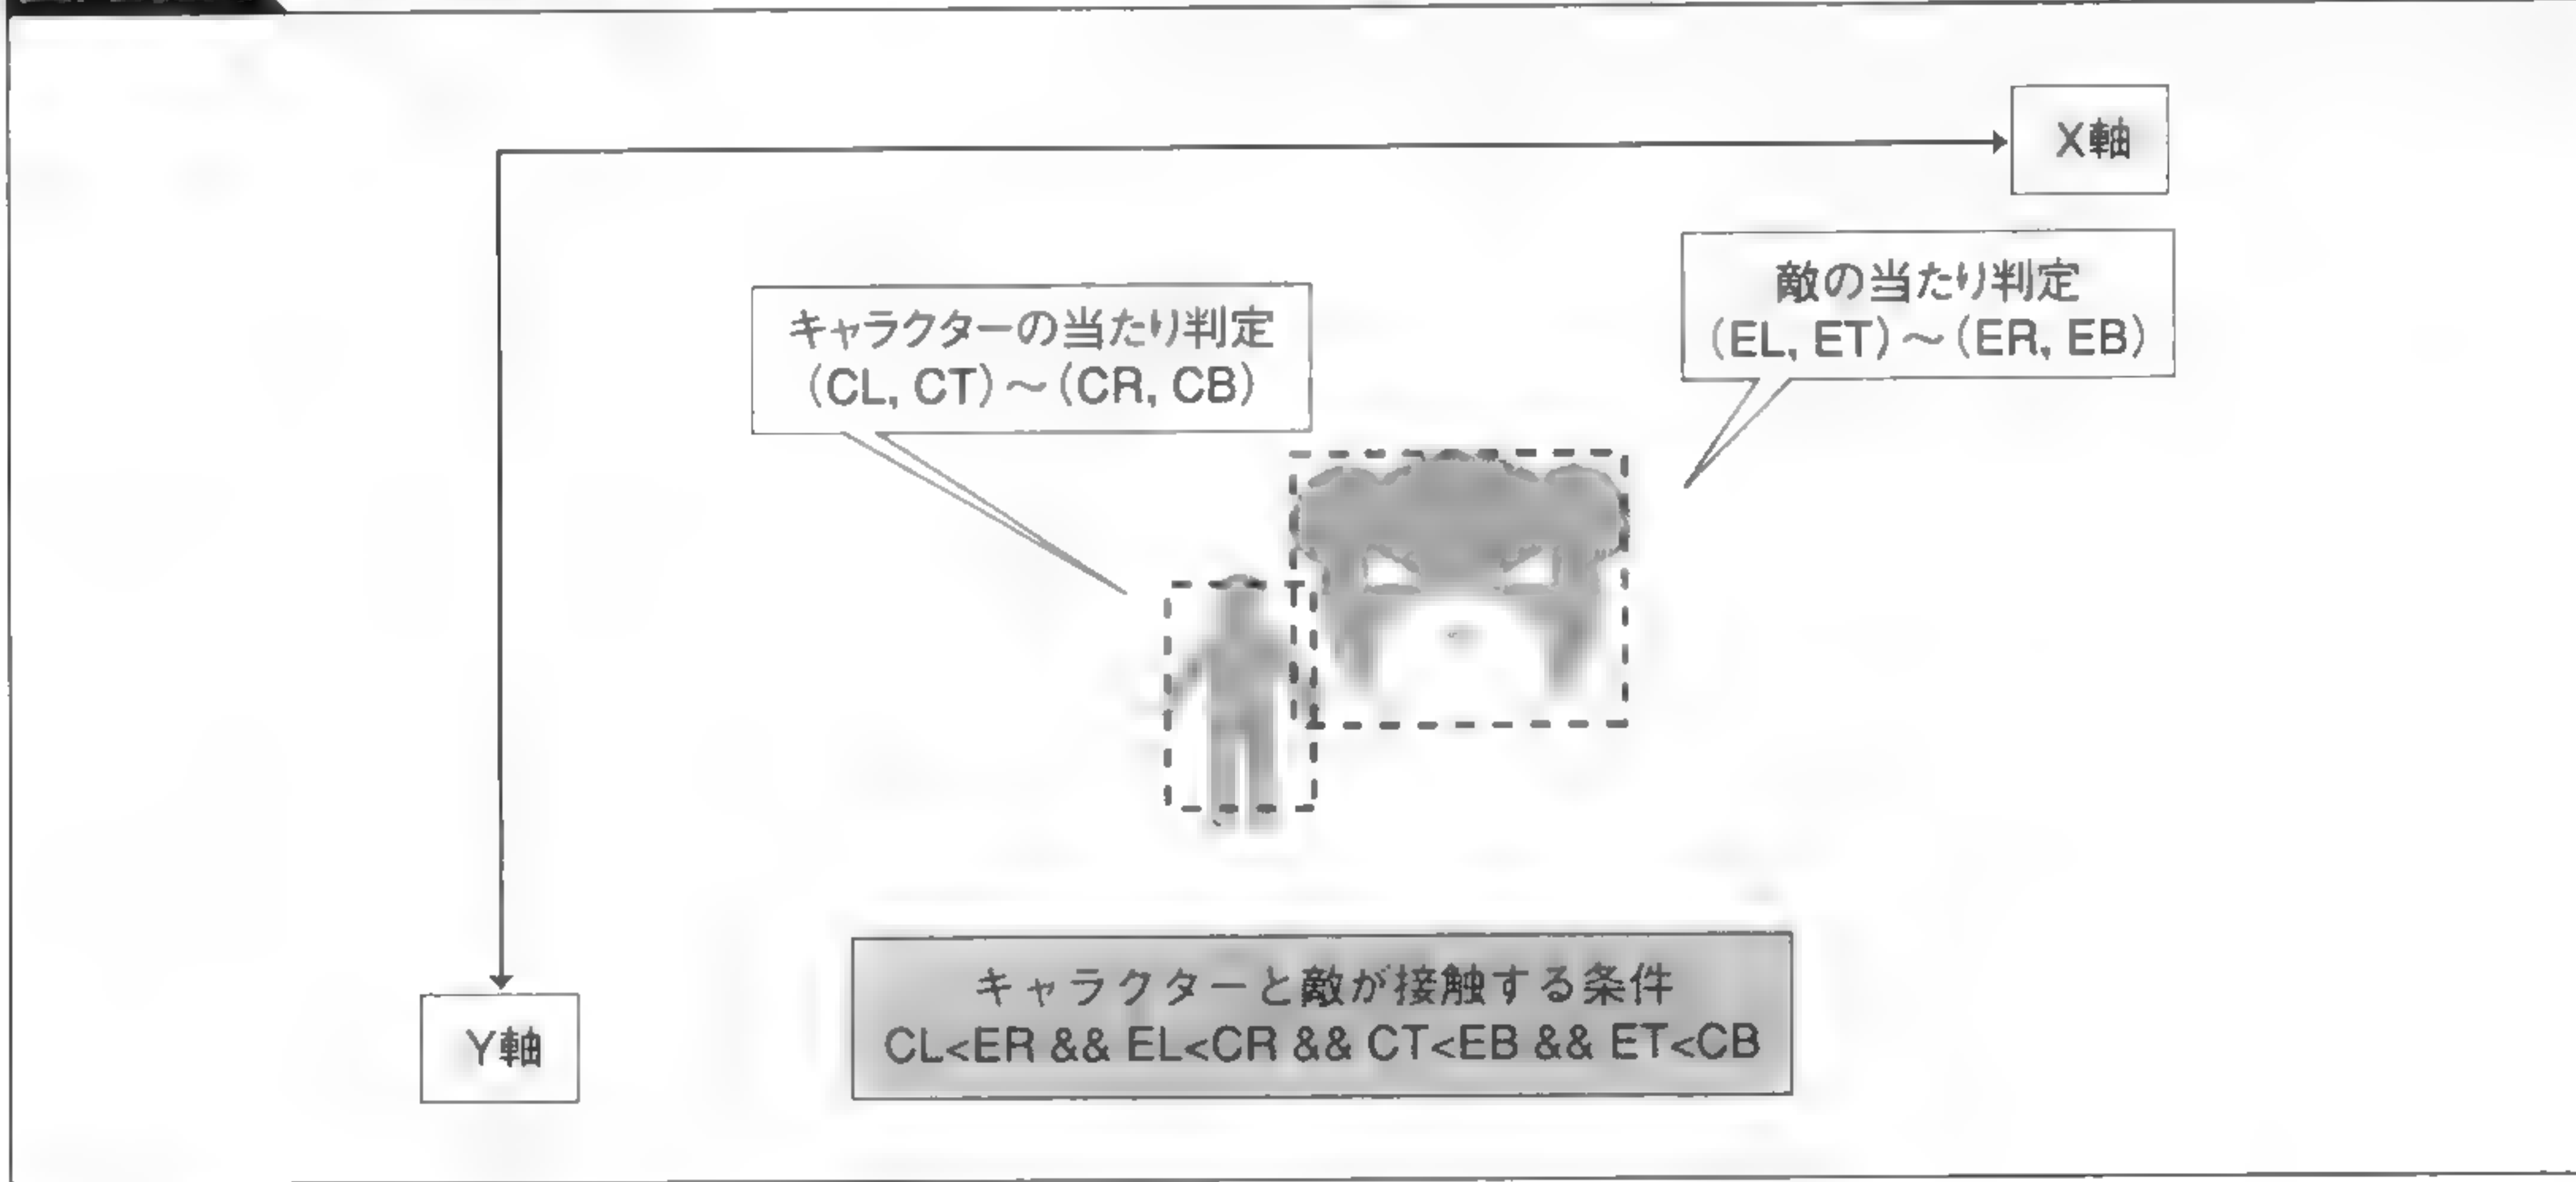 X軸
敵の当たり判定
(EL, ET)～(ER, EB)
キャラクターの当たり判定
(CL, CT)～(CR, CB)
キャラクターと敵が接触する条件
CL<ER && EL<CR && CT<EB && ET<CB
Y軸